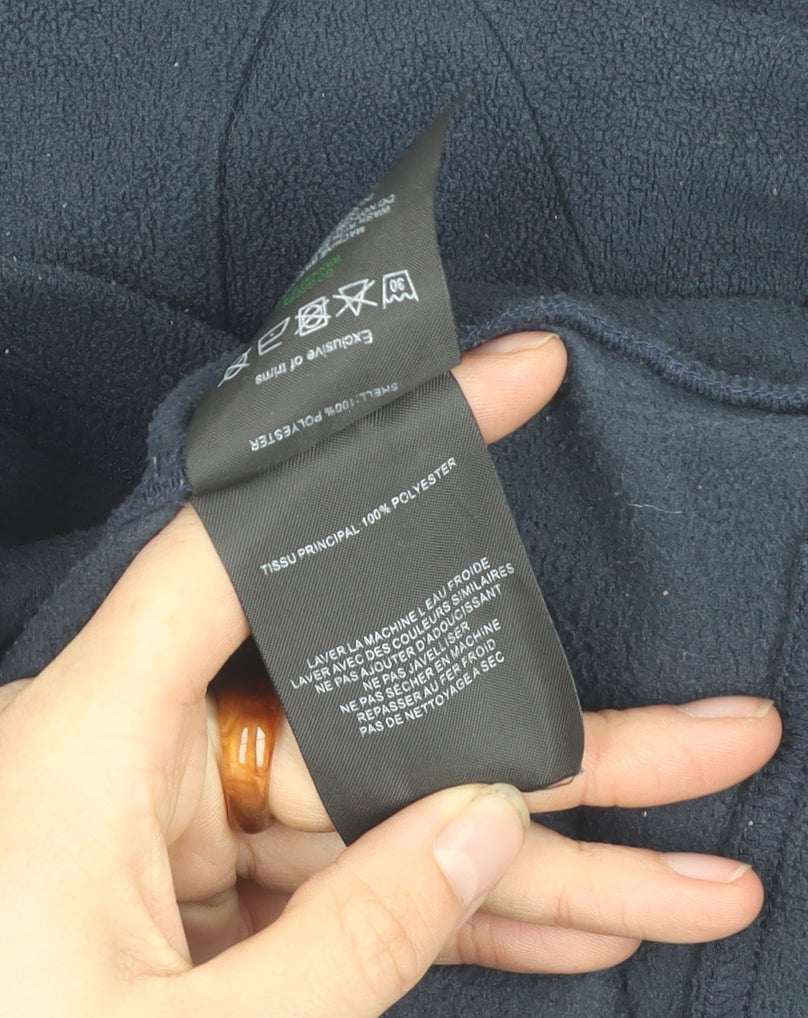 SHELL:100% POLYESTER
Exclusive of trims
30
MACHINE
TISSU PRINCIPAL:100% POLYESTER
LAVER LA MACHINE L EAU FROIDE
LAVER AVEC DES COULEURS SIMILAIRES
NE PAS AJOUTER D'ADOUCISSANT
NE PAS JAVELLISER
NE PAS SÉCHER EN MACHINE
REPASSER AU FER FROID
PAS DE NETTOYAGE A SEC